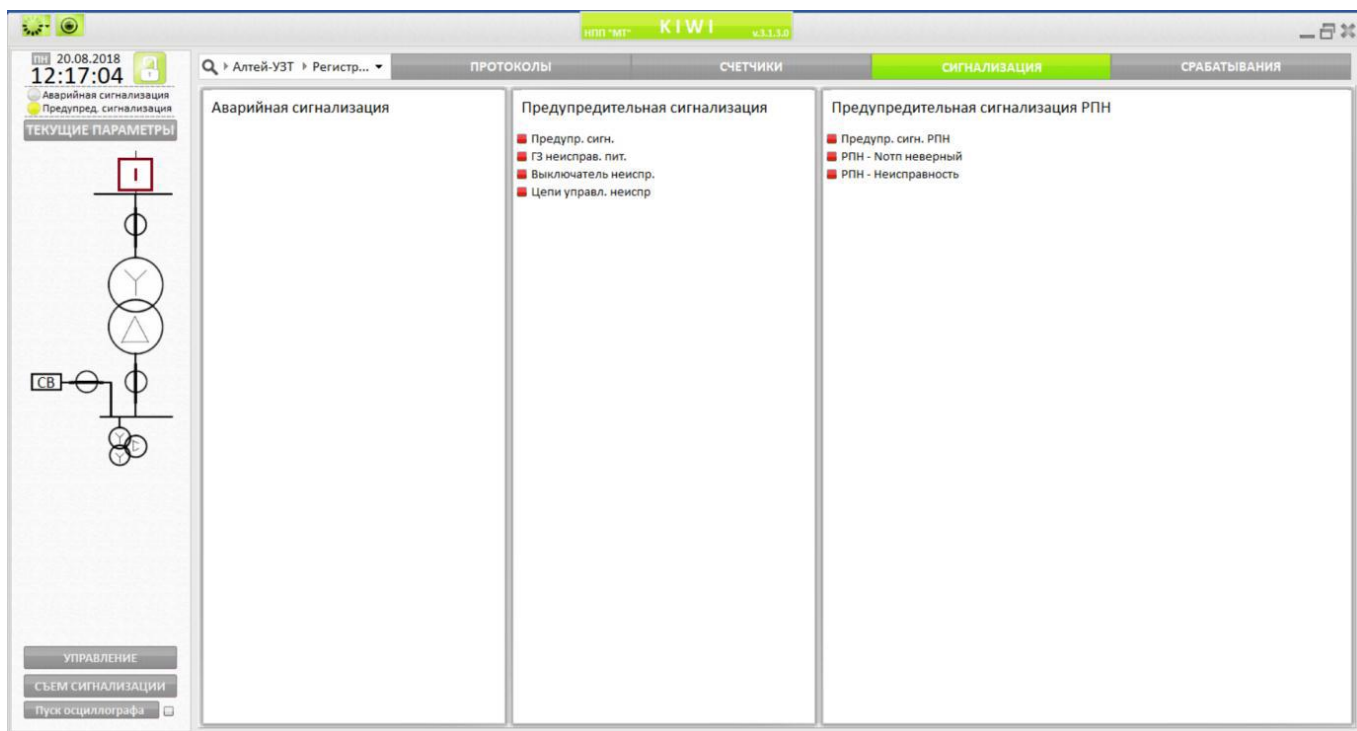 НПП "МТ" KIWI v.3.1.3.0
ПН 20.08.2018
12:17:04
Аварийная сигнализация
Предупред. сигнализация
ТЕКУЩИЕ ПАРАМЕТРЫ
I
СВ
УПРАВЛЕНИЕ
СЪЕМ СИГНАЛИЗАЦИИ
Пуск осциллографа
Алтей-УЗТ Регистр...
ПРОТОКОЛЫ
СЧЕТЧИКИ
СИГНАЛИЗАЦИЯ
СРАБАТЫВАНИЯ
Аварийная сигнализация
Предупредительная сигнализация
Предупр. сигн.
ГЗ неисправ. пит.
Выключатель неиспр.
Цепи управл. неиспр
Предупредительная сигнализация РПН
Предупр. сигн. РПН
РПН - Nотп неверный
РПН - Неисправность